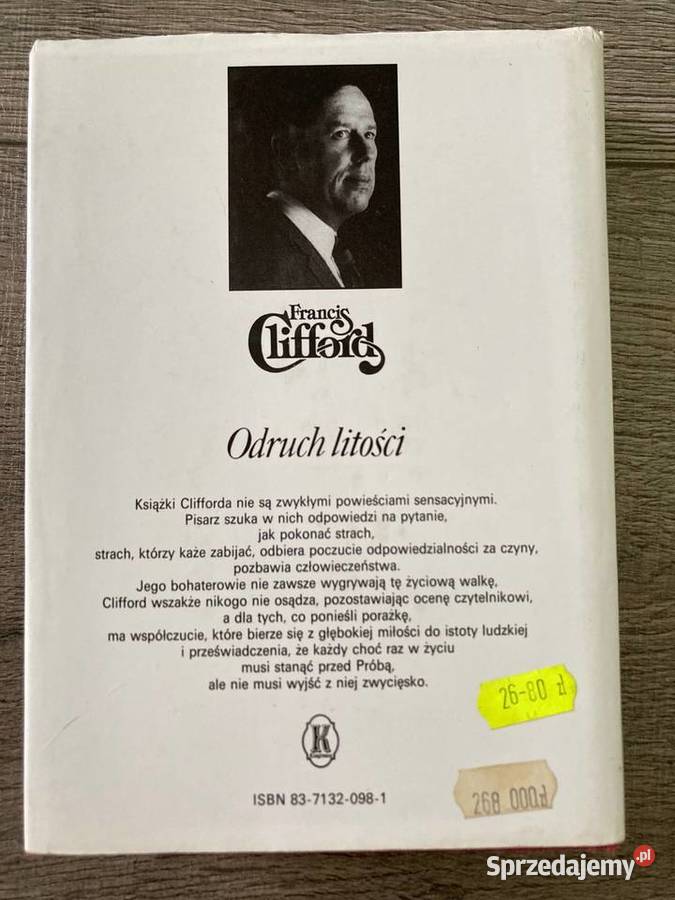 Francis
Clifford
Odruch litości
Książki Clifforda nie są zwykłymi powieściami sensacyjnymi.
Pisarz szuka w nich odpowiedzi na pytanie,
jak pokonać strach,
strach, którzy każe zabijać, odbiera poczucie odpowiedzialności za czyny,
pozbawia człowieczeństwa.
Jego bohaterowie nie zawsze wygrywają tę życiową walkę,
Clifford wszakże nikogo nie osądza, pozostawiając ocenę czytelnikowi,
a dla tych, co ponieśli porażkę,
ma współczucie, które bierze się z głębokiej miłości do istoty ludzkiej
i przeświadczenia, że każdy choć raz w życiu
musi stanąć przed Próbą,
ale nie musi wyjść z niej zwycięsko.
26-80 zł
K
ISBN 83-7132-098-1
268 000zł
Sprzedajemy.pl